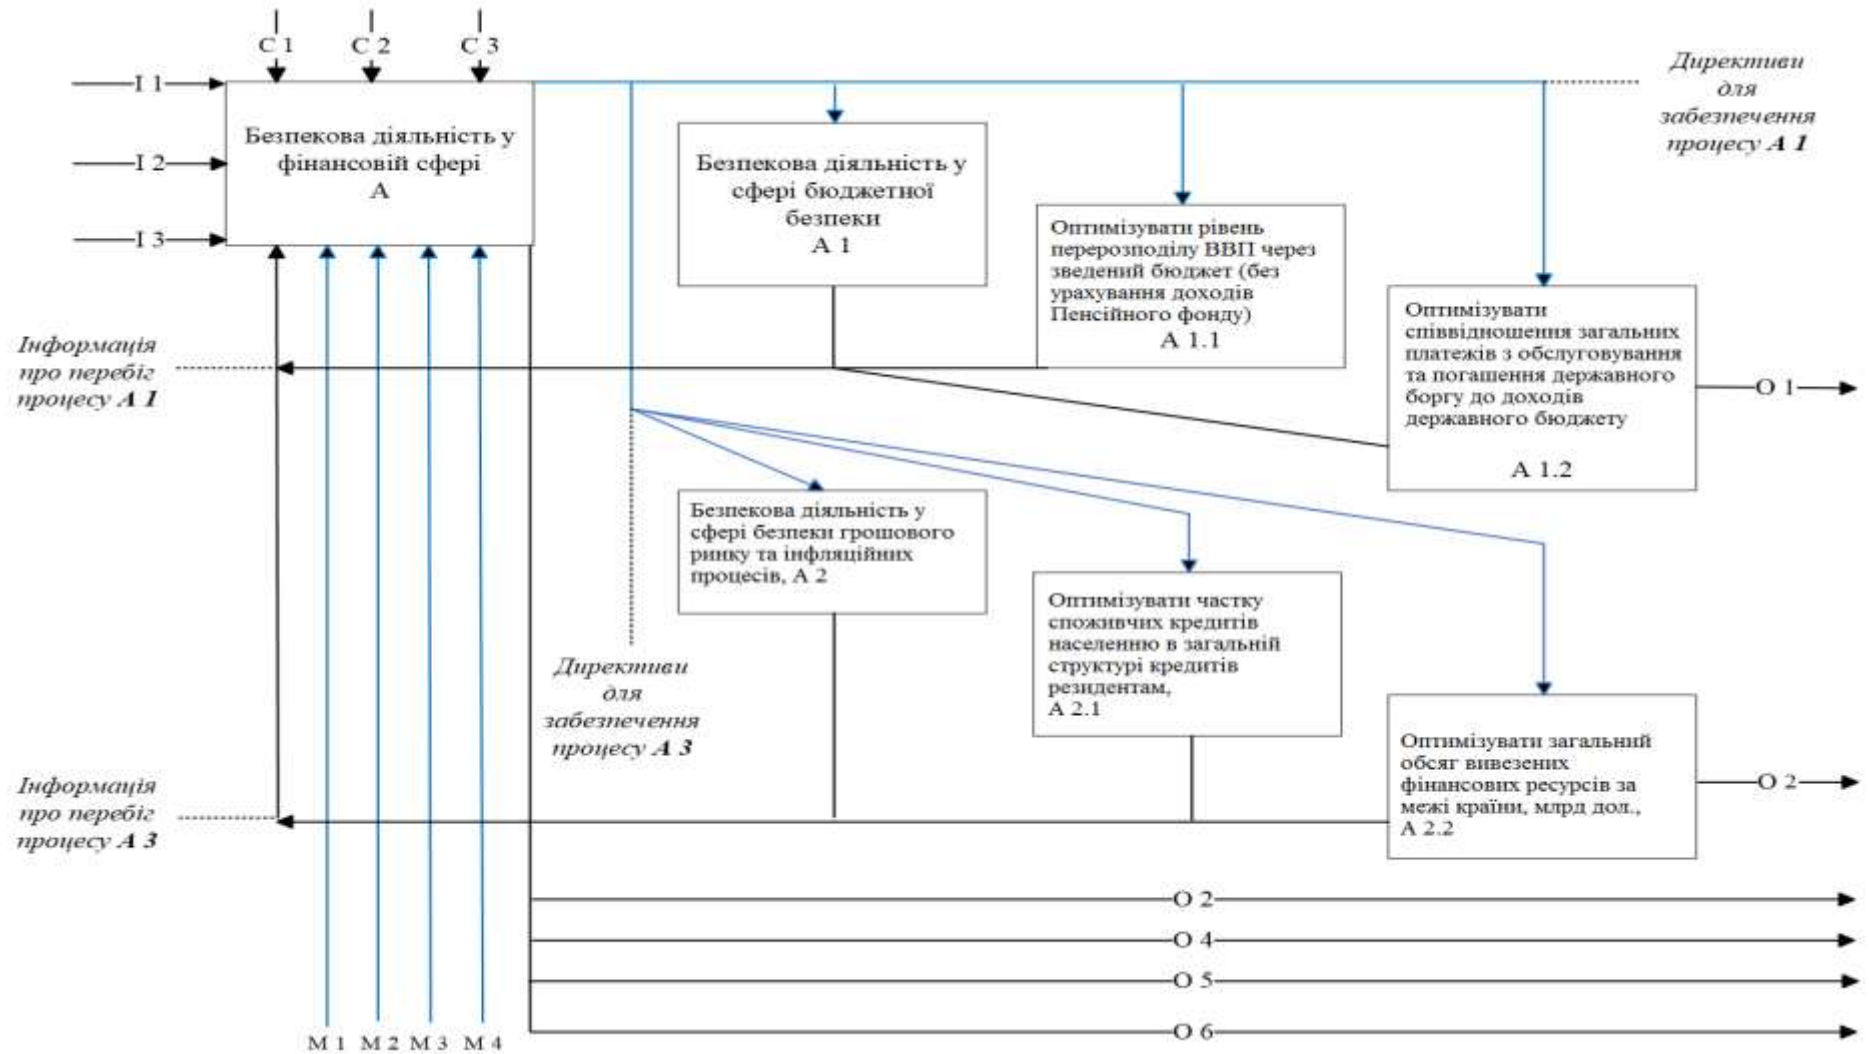 С 1
С 2
С 3
І 1
І 2
І 3
Безпекова діяльність у
фінансовій сфері
А
Директиви
для
забезпечення
процесу А 1
Безпекова діяльність у
сфері бюджетної
безпеки
А 1
Оптимізувати рівень
перерозподілу ВВП через
зведений бюджет (без
урахування доходів
Пенсійного фонду)
А 1.1
Оптимізувати
співвідношення загальних
платежів з обслуговування
та погашення державного
боргу до доходів
державного бюджету
А 1.2
О 1
Інформація
про перебіг
процесу А 1
Безпекова діяльність у
сфері безпеки грошового
ринку та інфляційних
процесів, А 2
Оптимізувати частку
споживчих кредитів
населенню в загальній
структурі кредитів
резидентам,
А 2.1
Директиви
для
забезпечення
процесу А 3
Оптимізувати загальний
обсяг вивезених
фінансових ресурсів за
межі країни, млрд дол.,
А 2.2
О 2
Інформація
про перебіг
процесу А 3
О 2
О 4
О 5
О 6
М 1
М 2
М 3
М 4